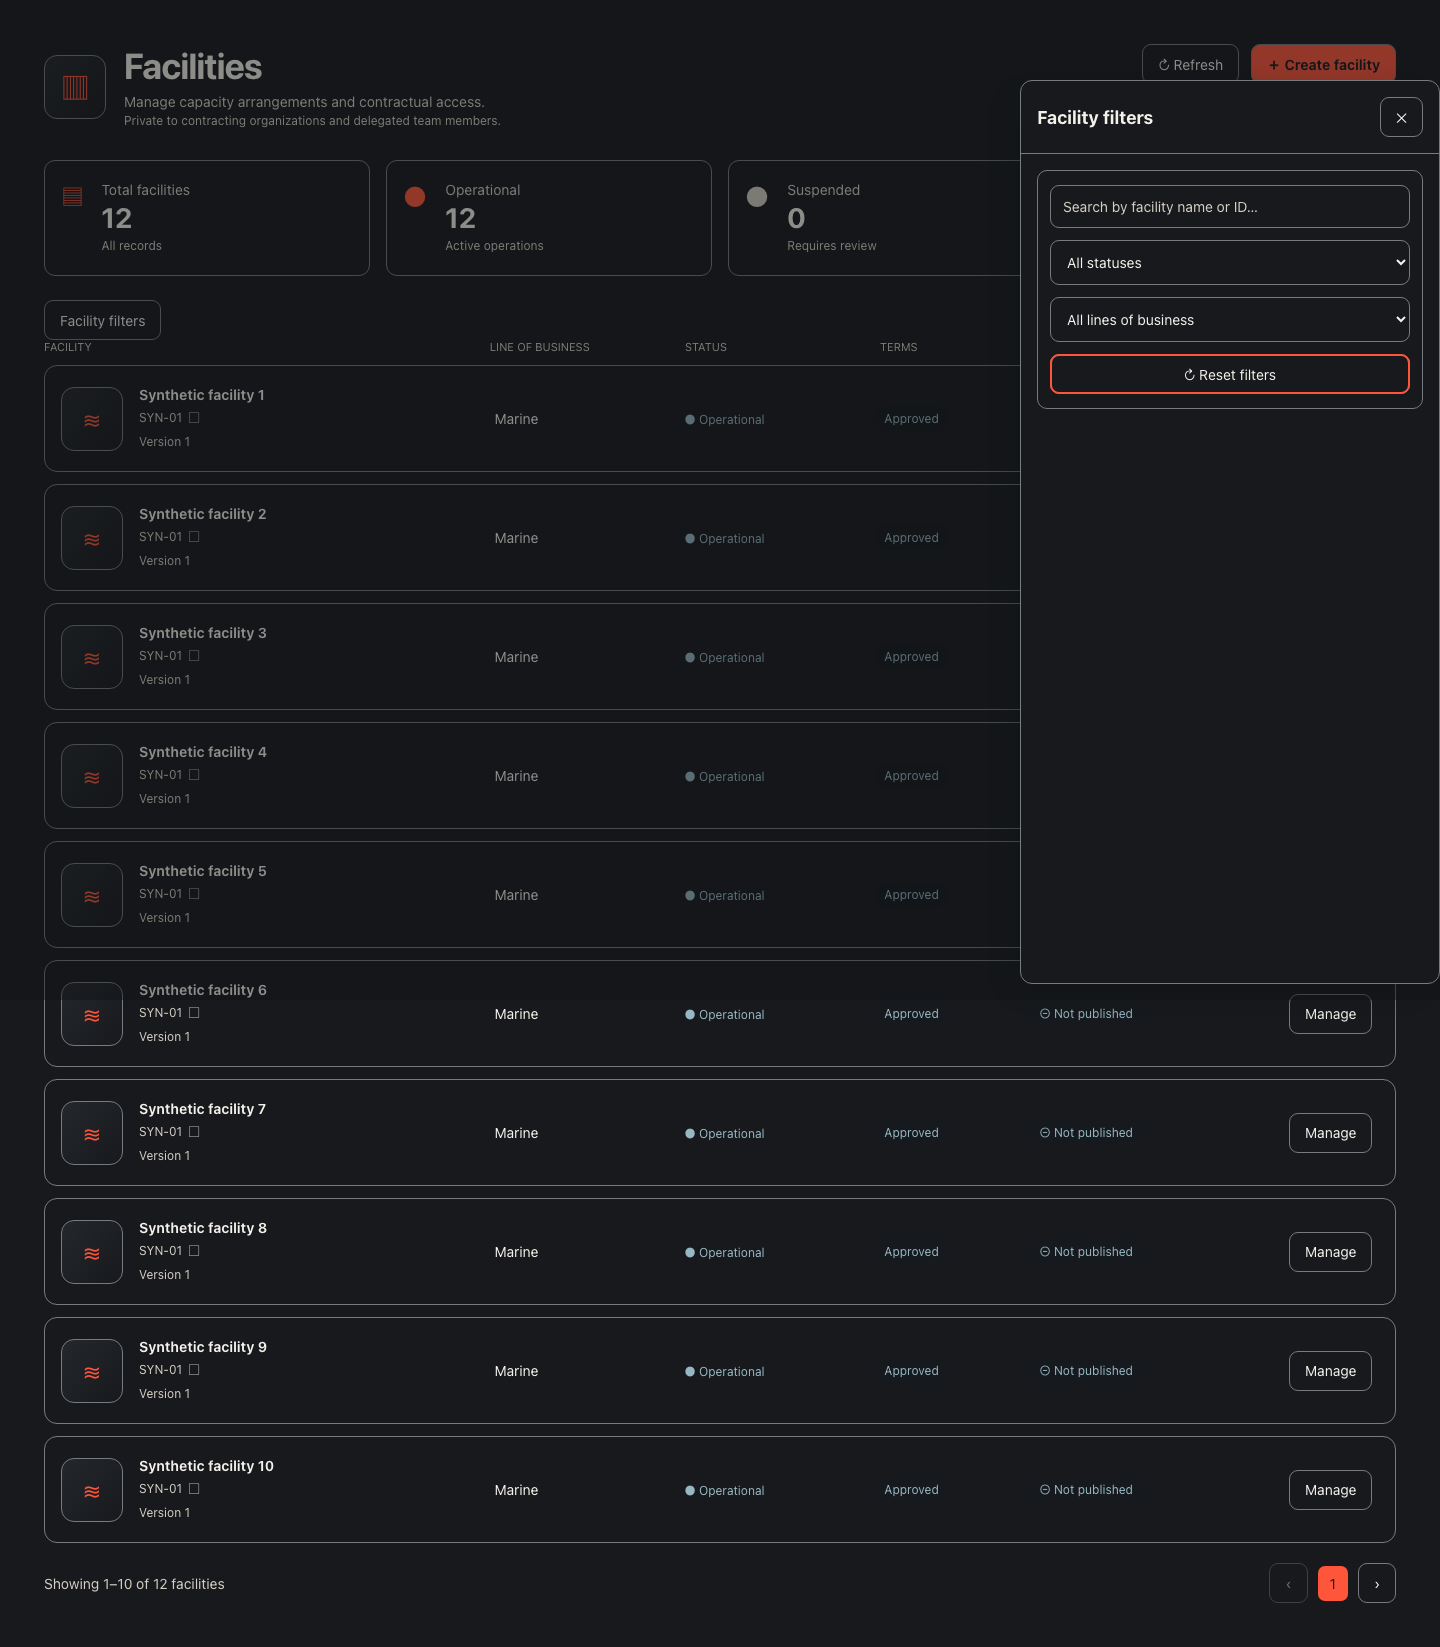 Facilities
Manage capacity arrangements and contractual access.
Private to contracting organizations and delegated team members.
↻ Refresh
+ Create facility
Total facilities
12
All records
Operational
12
Active operations
Suspended
0
Requires review
Facility filters
Facility filters
×
Search by facility name or ID...
All statuses
All lines of business
↻ Reset filters
FACILITY LINE OF BUSINESS STATUS TERMS
Synthetic facility 1
SYN-01
Version 1
Marine
Operational
Approved
Synthetic facility 2
SYN-01
Version 1
Marine
Operational
Approved
Synthetic facility 3
SYN-01
Version 1
Marine
Operational
Approved
Synthetic facility 4
SYN-01
Version 1
Marine
Operational
Approved
Synthetic facility 5
SYN-01
Version 1
Marine
Operational
Approved
Synthetic facility 6
SYN-01
Version 1
Marine
Operational
Approved
⊝ Not published
Manage
Synthetic facility 7
SYN-01
Version 1
Marine
Operational
Approved
⊝ Not published
Manage
Synthetic facility 8
SYN-01
Version 1
Marine
Operational
Approved
⊝ Not published
Manage
Synthetic facility 9
SYN-01
Version 1
Marine
Operational
Approved
⊝ Not published
Manage
Synthetic facility 10
SYN-01
Version 1
Marine
Operational
Approved
⊝ Not published
Manage
Showing 1–10 of 12 facilities
‹ 1 ›